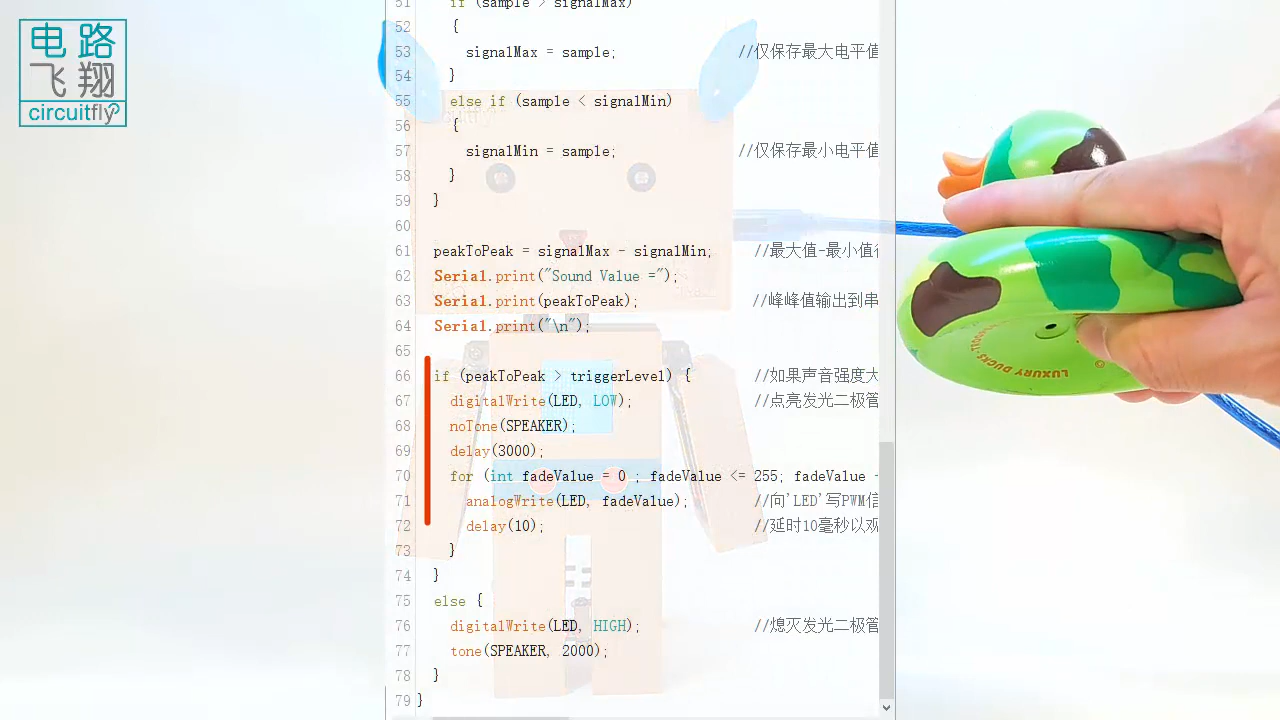 电路
飞翔
circuitfly
51 if (sample > signalMax)
52 {
53 signalMax = sample; //仅保存最大电平值
54 }
55 else if (sample < signalMin)
56 {
57 signalMin = sample; //仅保存最小电平值
58 }
59 }
60
61 peakToPeak = signalMax - signalMin; //最大值-最小值
62 Serial.print("Sound Value =");
63 Serial.print(peakToPeak); //峰峰值输出到串
64 Serial.print("\n");
65
66 if (peakToPeak > triggerLevel) { //如果声音强度大
67 digitalWrite(LED, LOW); //点亮发光二极管
68 noTone(SPEAKER);
69 delay(3000);
70 for (int fadeValue = 0 ; fadeValue <= 255; fadeValue
71 analogWrite(LED, fadeValue); //向'LED'写PWM信
72 delay(10); //延时10毫秒以观
73 }
74 }
75 else {
76 digitalWrite(LED, HIGH); //熄灭发光二极管
77 tone(SPEAKER, 2000);
78 }
79 }
LUXURY DUCKS